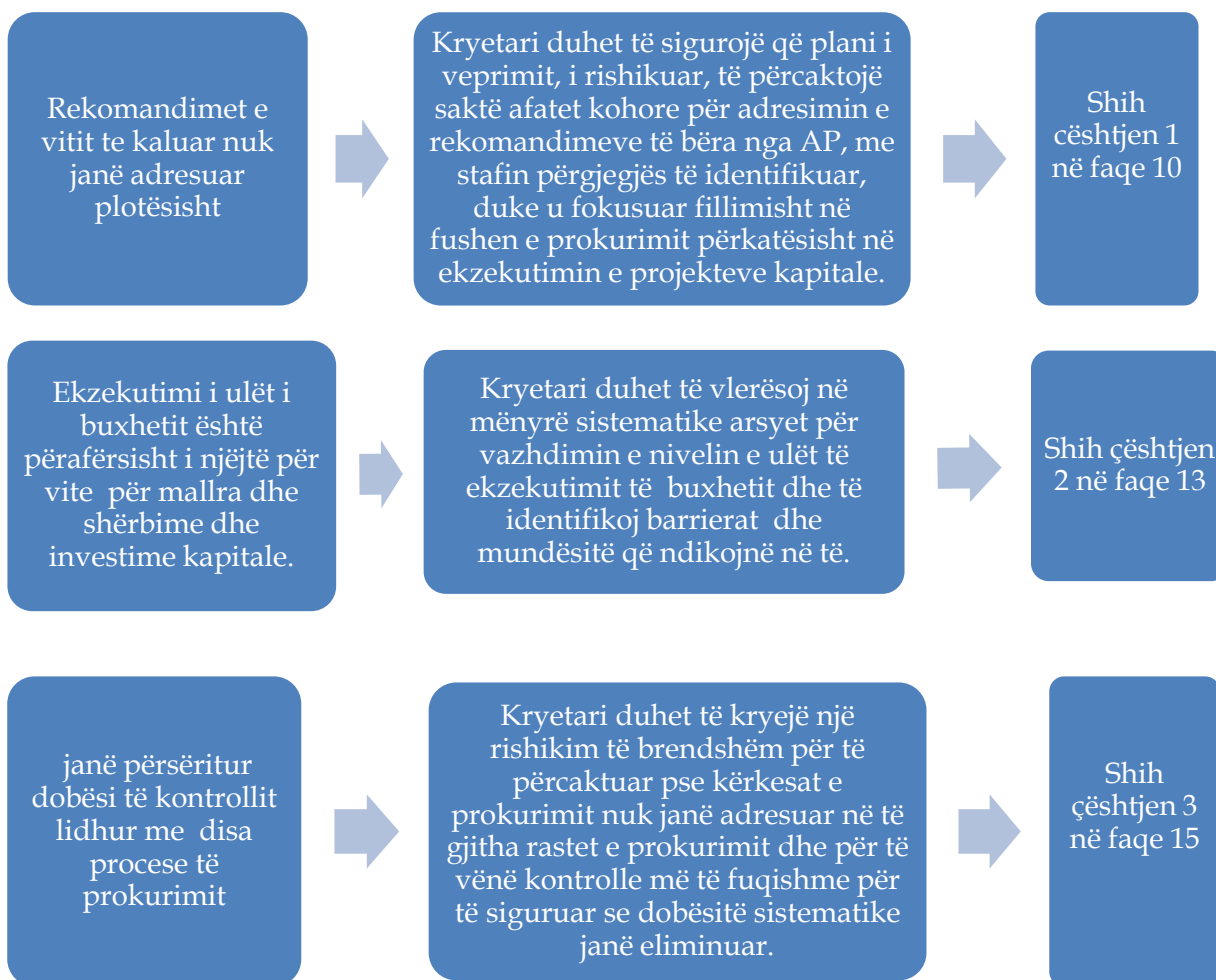 Rekomandimet e
vitit te kaluar nuk
janë adresuar
plotësisht
Kryetari duhet të sigurojë që plani i
veprimit, i rishikuar, të përcaktojë
saktë afatet kohore për adresimin e
rekomandimeve të bëra nga AP, me
stafin përgjegjës të identifikuar,
duke u fokusuar fillimisht në
fushen e prokurimit përkatësisht në
ekzekutimin e projekteve kapitale.
Shih
cështjen 1
në faqe 10
Ekzekutimi i ulët i
buxhetit është
përafërsisht i njëjtë për
vite për mallra dhe
shërbime dhe
investime kapitale.
Kryetari duhet të vlerësoj në
mënyrë sistematike arsyet për
vazhdimin e nivelin e ulët të
ekzekutimit të buxhetit dhe të
identifikoj barrierat dhe
mundësitë që ndikojnë në të.
Shih çështjen
2 në faqe 13
janë përsëritur
dobësi të kontrollit
lidhur me disa
procese të
prokurimit
Kryetari duhet të kryejë një
rishikim të brendshëm për të
përcaktuar pse kërkesat e
prokurimit nuk janë adresuar në të
gjitha rastet e prokurimit dhe për të
vënë kontrolle më të fuqishme për
të siguruar se dobësitë sistematike
janë eliminuar.
Shih
çështjen 3
në faqe 15